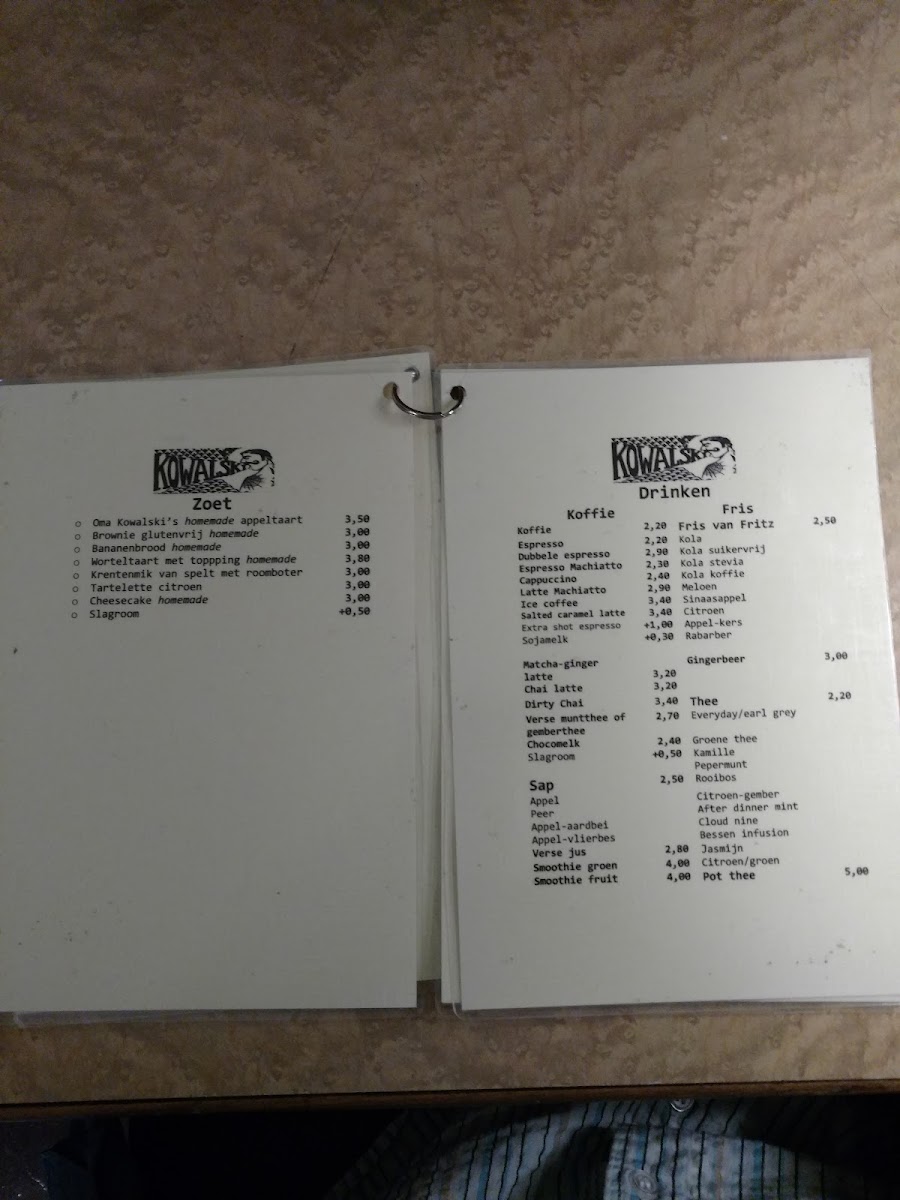 KOWALSKI
Zoet
o Oma Kowalski's homemade appeltaart 3,50
o Brownie glutenvrij homemade 3,00
o Bananenbrood homemade 3,00
o Worteltaart met toppping homemade 3,80
o Krentenmik van spelt met roomboter 3,00
o Tartelette citroen 3,00
o Cheesecake homemade 3,00
o Slagroom +0,50
KOWALSKI
Drinken
Koffie
Koffie 2,20
Espresso 2,20
Dubbele espresso 2,90
Espresso Machiatto 2,30
Cappuccino 2,40
Latte Machiatto 2,90
Ice coffee 3,40
Salted caramel latte 3,40
Extra shot espresso +1,00
Sojamelk +0,30
Matcha-ginger
latte 3,20
Chai latte 3,20
Dirty Chai 3,40
Verse muntthee of 2,70
gemberthee
Chocomelk 2,40
Slagroom +0,50
Sap 2,50
Appel
Peer
Appel-aardbei
Appel-vlierbes
Verse jus 2,80
Smoothie groen 4,00
Smoothie fruit 4,00
Fris
Fris van Fritz 2,50
Kola
Kola suikervrij
Kola stevia
Kola koffie
Meloen
Sinaasappel
Citroen
Appel-kers
Rabarber
Gingerbeer 3,00
Thee 2,20
Everyday/earl grey
Groene thee
Kamille
Pepermunt
Rooibos
Citroen-gember
After dinner mint
Cloud nine
Bessen infusion
Jasmijn
Citroen/groen
Pot thee 5,00